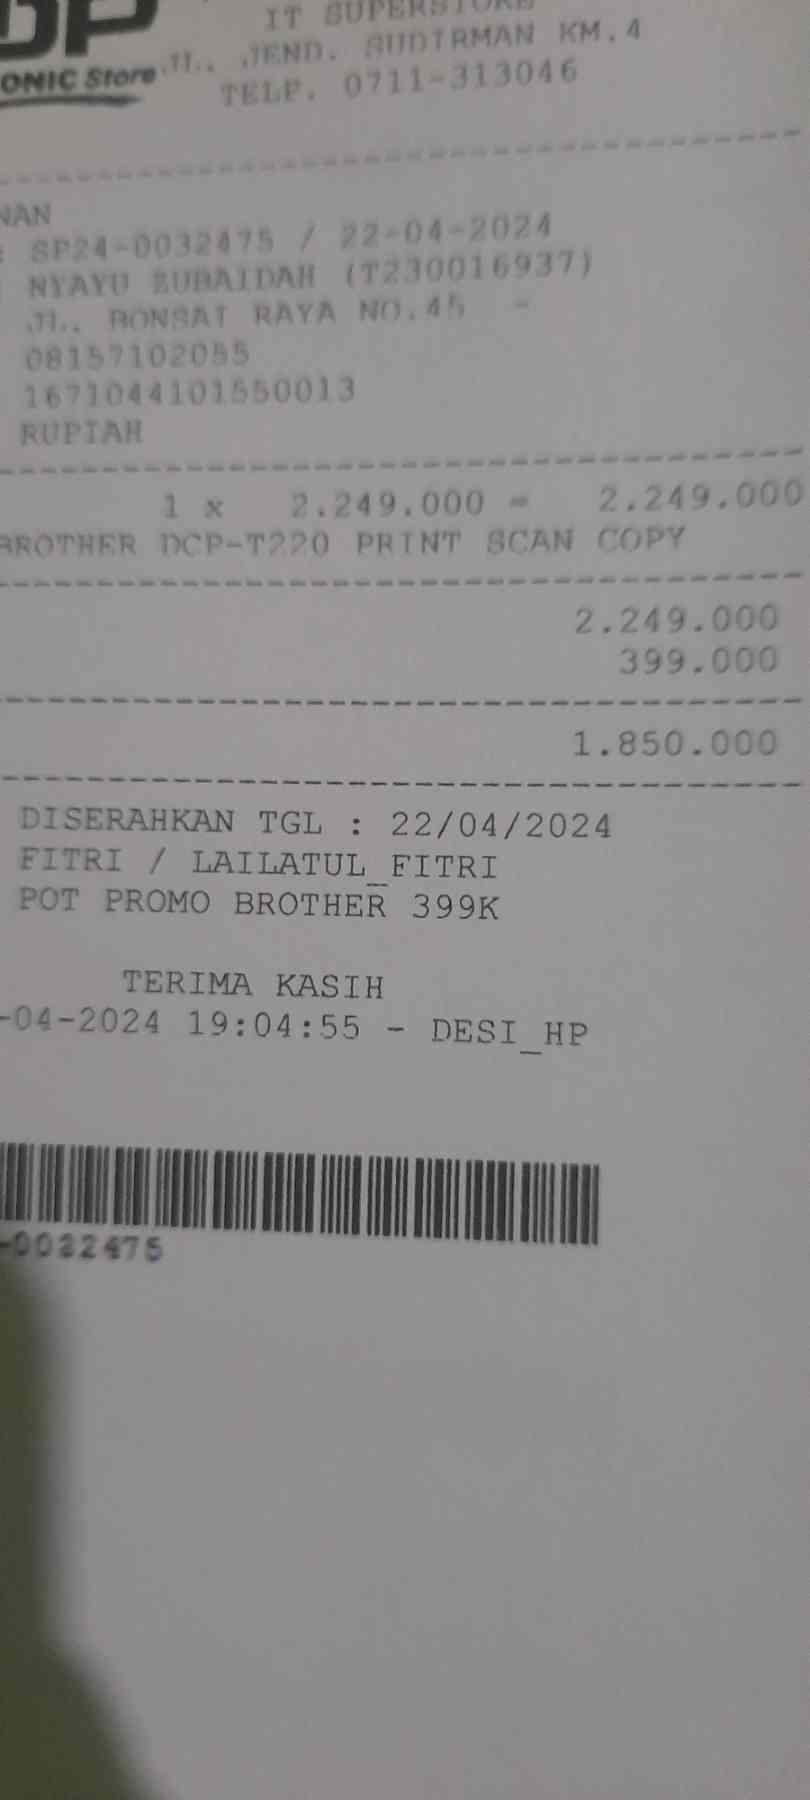 DP
IT SUPERSTORE
ONIC Store JL. JEND. SUDIRMAN KM.4
TELP. 0711-313046
NAN
: SP24-0032475 / 22-04-2024
NYAYU ZUBAIDAH (T230016937)
JL. BONSAI RAYA NO.45 -
08157102055
1671044101550013
RUPIAH
1 x 2.249.000 = 2.249.000
BROTHER DCP-T220 PRINT SCAN COPY
2.249.000
399.000
1.850.000
DISERAHKAN TGL : 22/04/2024
FITRI / LAILATUL_FITRI
POT PROMO BROTHER 399K
TERIMA KASIH
-04-2024 19:04:55 - DESI_HP
-0032475